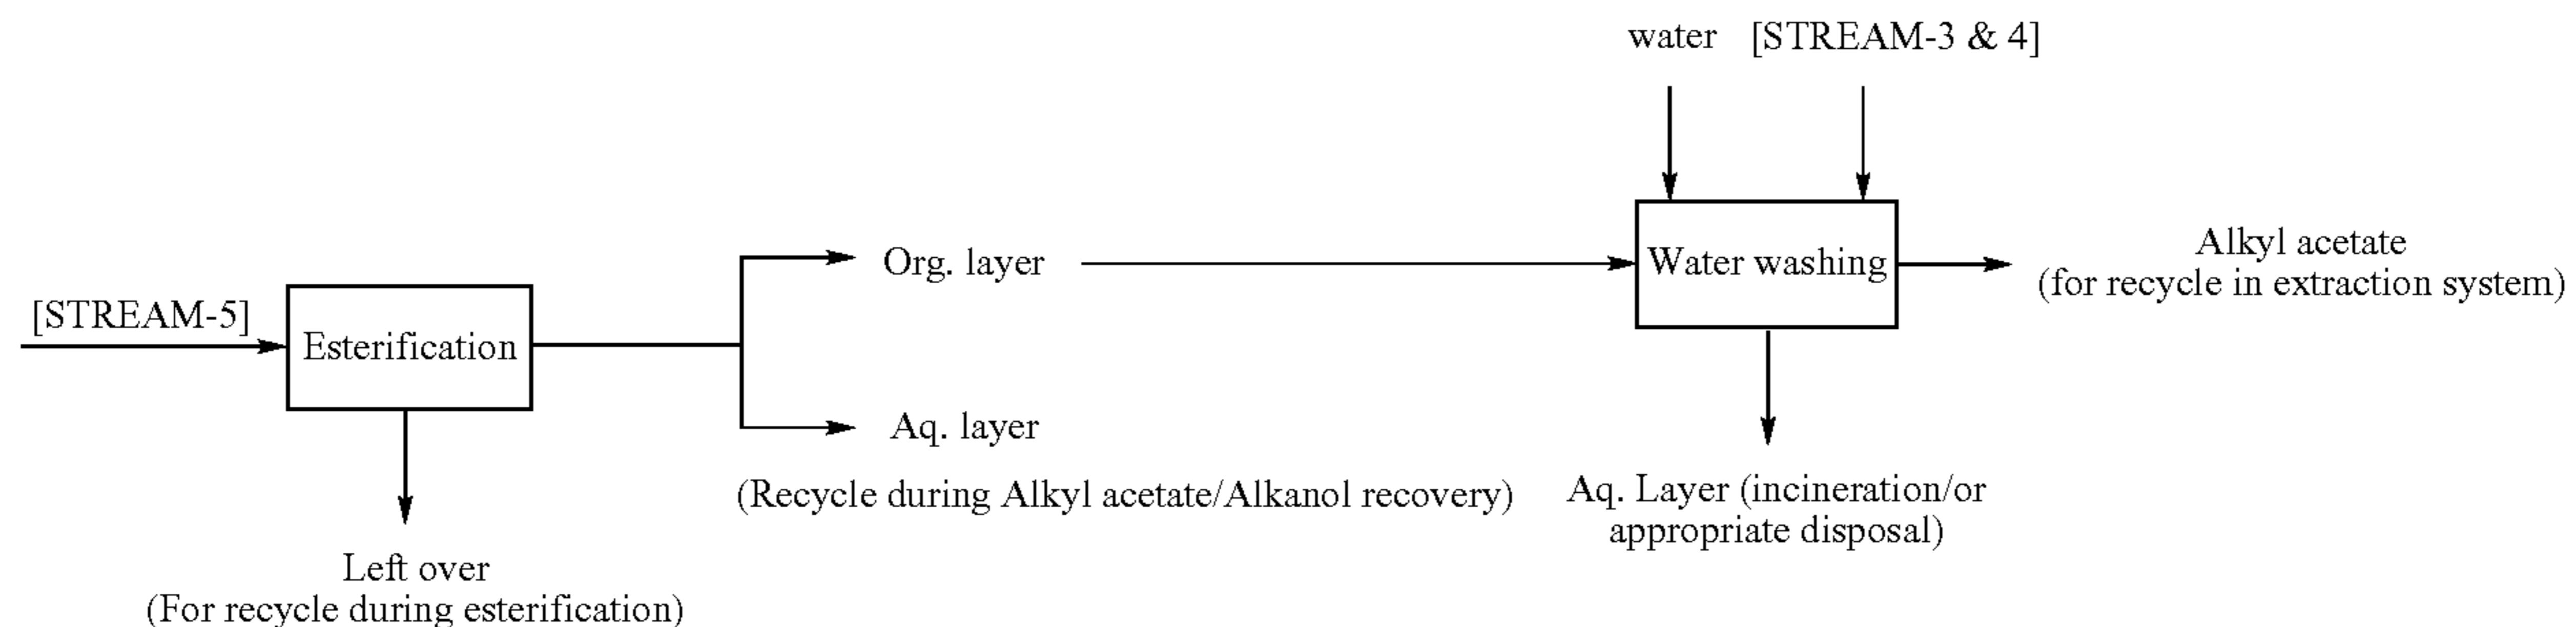 water [STREAM-3 & 4]
[STREAM-5]
Esterification
Org. layer
Water washing
Alkyl acetate
(for recycle in extraction system)
Aq. layer
(Recycle during Alkyl acetate/Alkanol recovery)
Aq. Layer (incineration/or
appropriate disposal)
Left over
(For recycle during esterification)